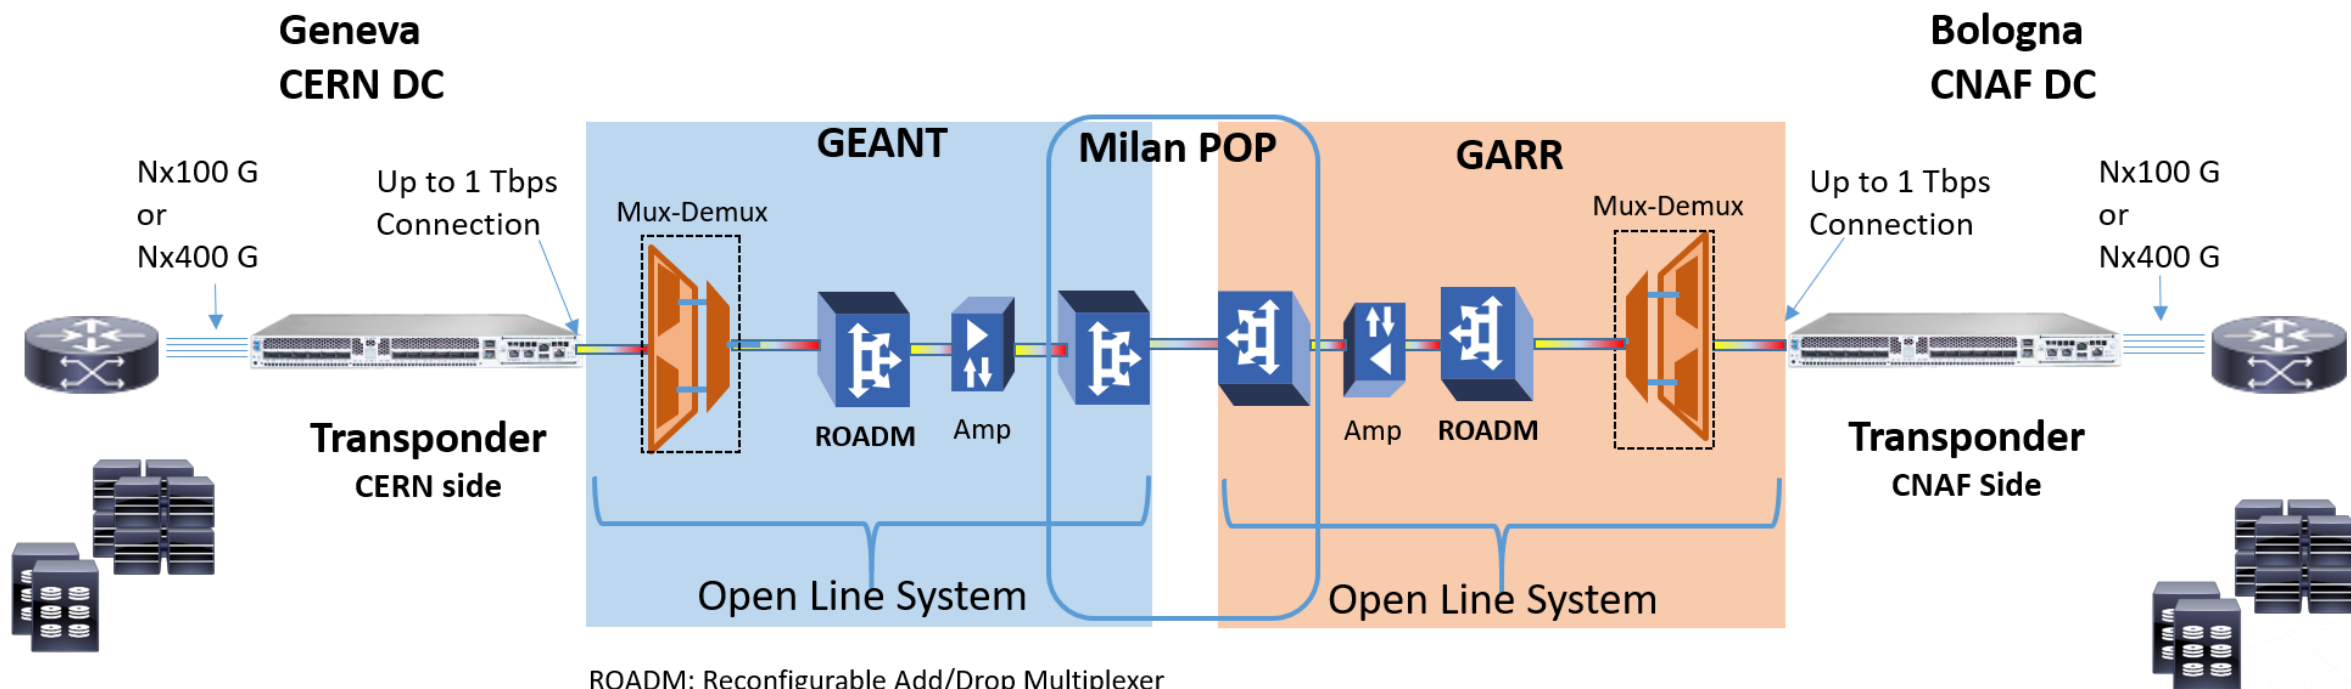 Geneva
CERN DC
Bologna
CNAF DC
GEANT
Milan POP
GARR
Nx100 G
or
Nx400 G
Up to 1 Tbps
Connection
Mux-Demux
Mux-Demux
Up to 1 Tbps
Connection
Nx100 G
or
Nx400 G
ROADM
Amp
Amp
ROADM
Transponder
CERN side
Transponder
CNAF Side
Open Line System
Open Line System
ROADM: Reconfigurable Add/Drop Multiplexer